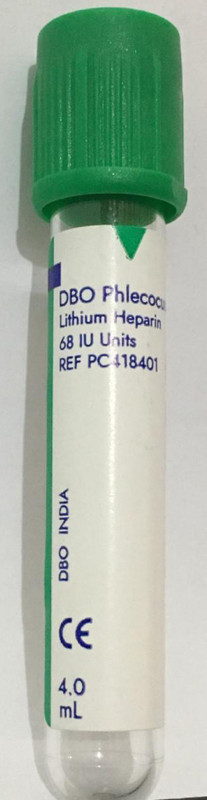 DBO Phlecocu
Lithium Heparin
68 IU Units
REF PC418401
DBO INDIA
CE
4.0
mL